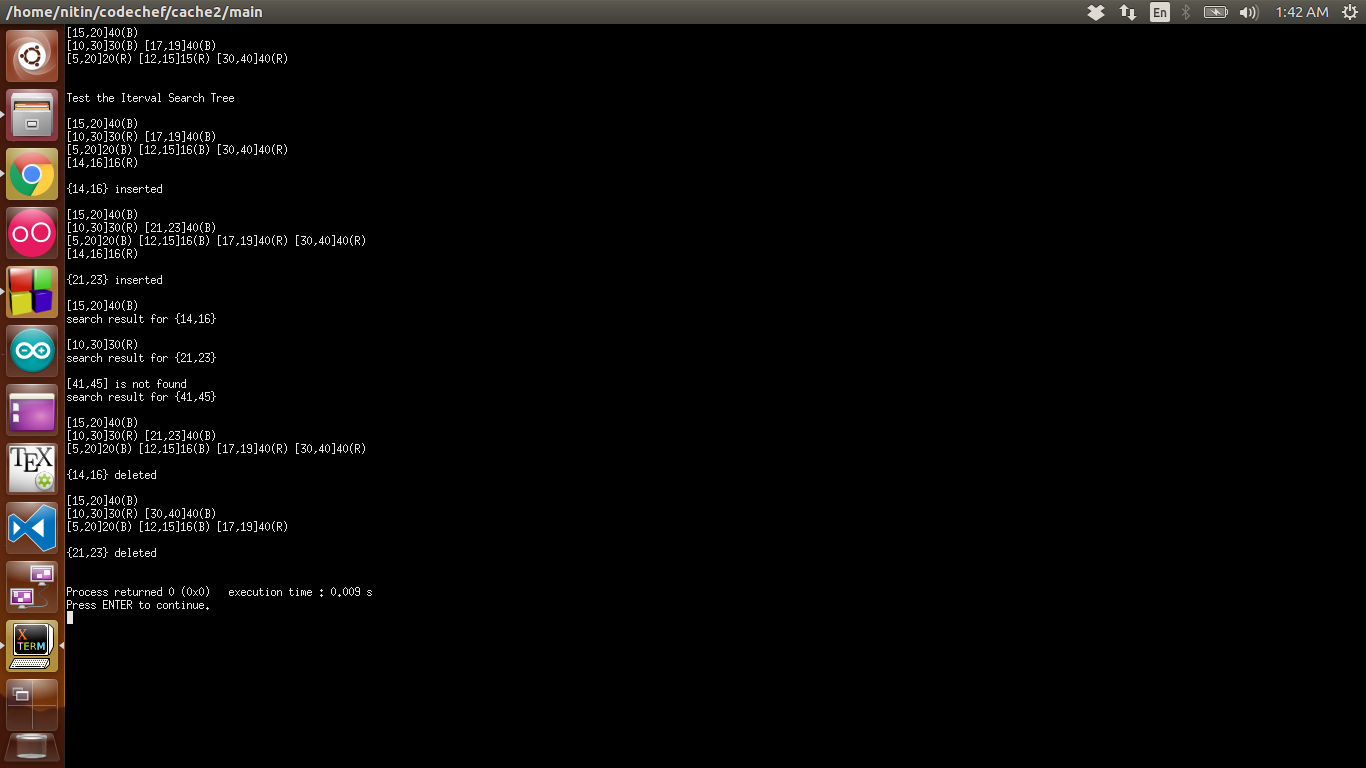 /home/nitin/codechef/cache2/main
En
1:42 AM
[15,20]40(B)
[10,30]30(B) [17,19]40(B)
[5,20]20(R) [12,15]15(R) [30,40]40(R)
Test the Iterval Search Tree
[15,20]40(B)
[10,30]30(R) [17,19]40(B)
[5,20]20(B) [12,15]16(B) [30,40]40(R)
[14,16]16(R)
{14,16} inserted
[15,20]40(B)
[10,30]30(R) [21,23]40(B)
[5,20]20(B) [12,15]16(B) [17,19]40(R) [30,40]40(R)
[14,16]16(R)
{21,23} inserted
[15,20]40(B)
search result for {14,16}
[10,30]30(R)
search result for {21,23}
[41,45] is not found
search result for {41,45}
[15,20]40(B)
[10,30]30(R) [21,23]40(B)
[5,20]20(B) [12,15]16(B) [17,19]40(R) [30,40]40(R)
{14,16} deleted
[15,20]40(B)
[10,30]30(R) [30,40]40(B)
[5,20]20(B) [12,15]16(B) [17,19]40(R)
{21,23} deleted
Process returned 0 (0x0)   execution time : 0.009 s
Press ENTER to continue.
TEX
X
TERM